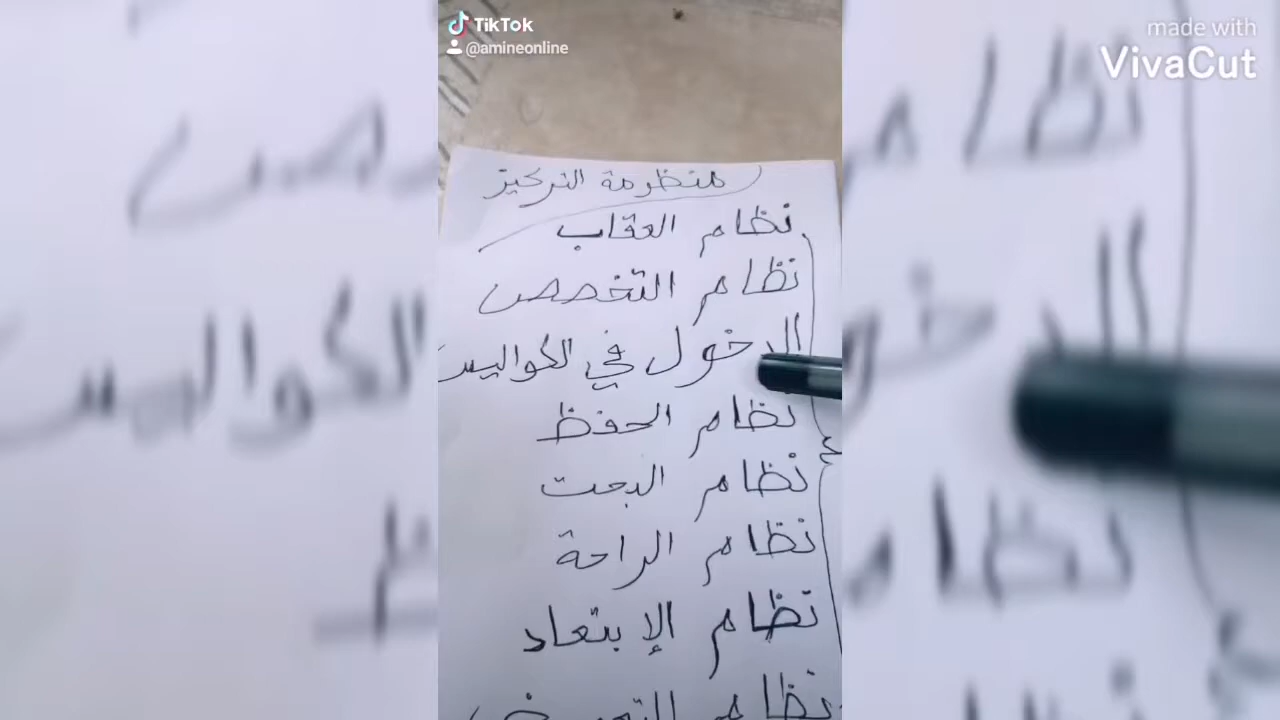 TikTok
@amineonline
made with
VivaCut
منظومة التركيز
نظام العقاب
نظام التخصص
الدخول في الكواليس
نظام الحفظ
نظام البحث
نظام الراحة
نظام الإبتعاد
نظام